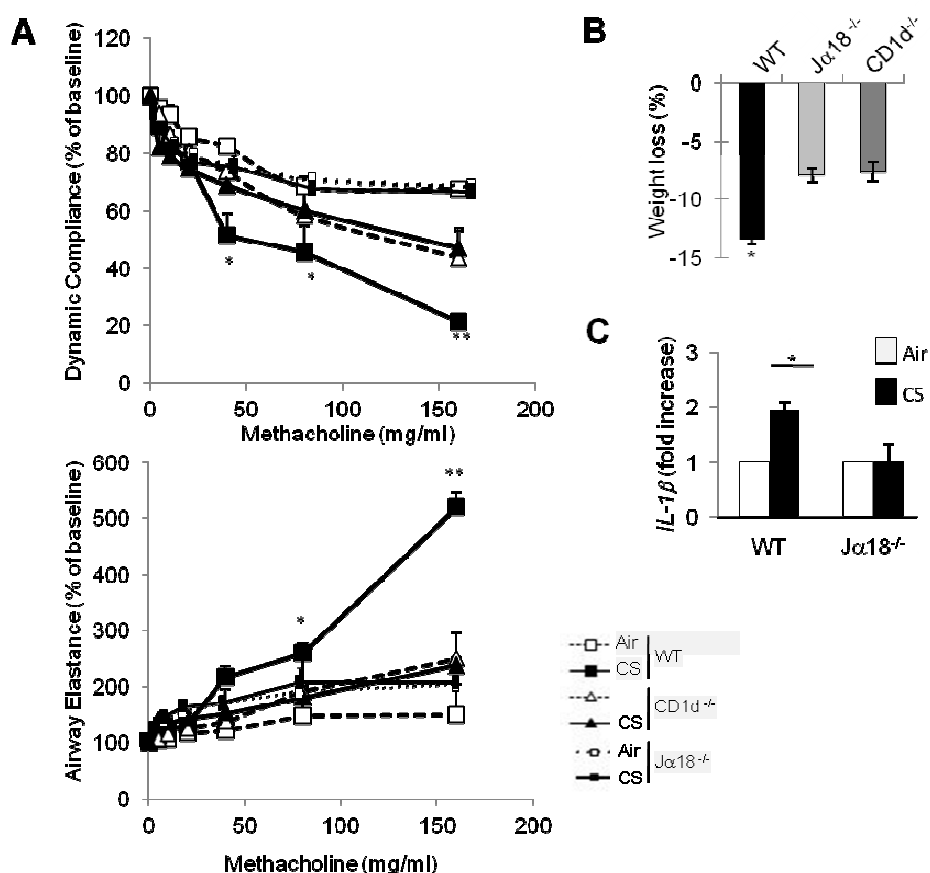 A
120
100
80
60
40
20
0
Dynamic Compliance (% of baseline)
*
*
**
0 50 100 150 200
Methacholine (mg/ml)
600
500
400
300
200
100
0
Airway Elastance (% of baseline)
*
**
0 50 100 150 200
Methacholine (mg/ml)
B
WT Jα18-/- CD1d-/-
0
-5
-10
-15
Weight loss (%)
*
C
3
2
1
0
IL-1β (fold increase)
*
Air
CS
WT Jα18-/-
Air
CS
WT
CS
CD1d -/-
Air
CS
Jα18 -/-